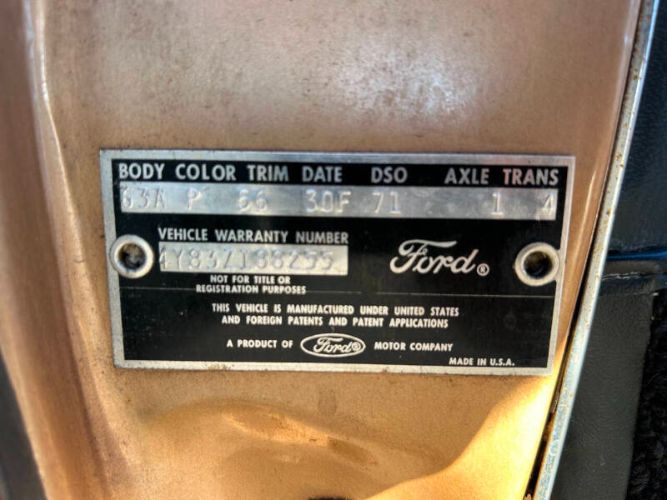 BODY COLOR TRIM DATE DSO AXLE TRANS
63A P 66 30F 71 1 4
VEHICLE WARRANTY NUMBER
4Y83Z188255
Ford®
NOT FOR TITLE OR
REGISTRATION PURPOSES
THIS VEHICLE IS MANUFACTURED UNDER UNITED STATES
AND FOREIGN PATENTS AND PATENT APPLICATIONS
A PRODUCT OF Ford® MOTOR COMPANY
MADE IN U.S.A.